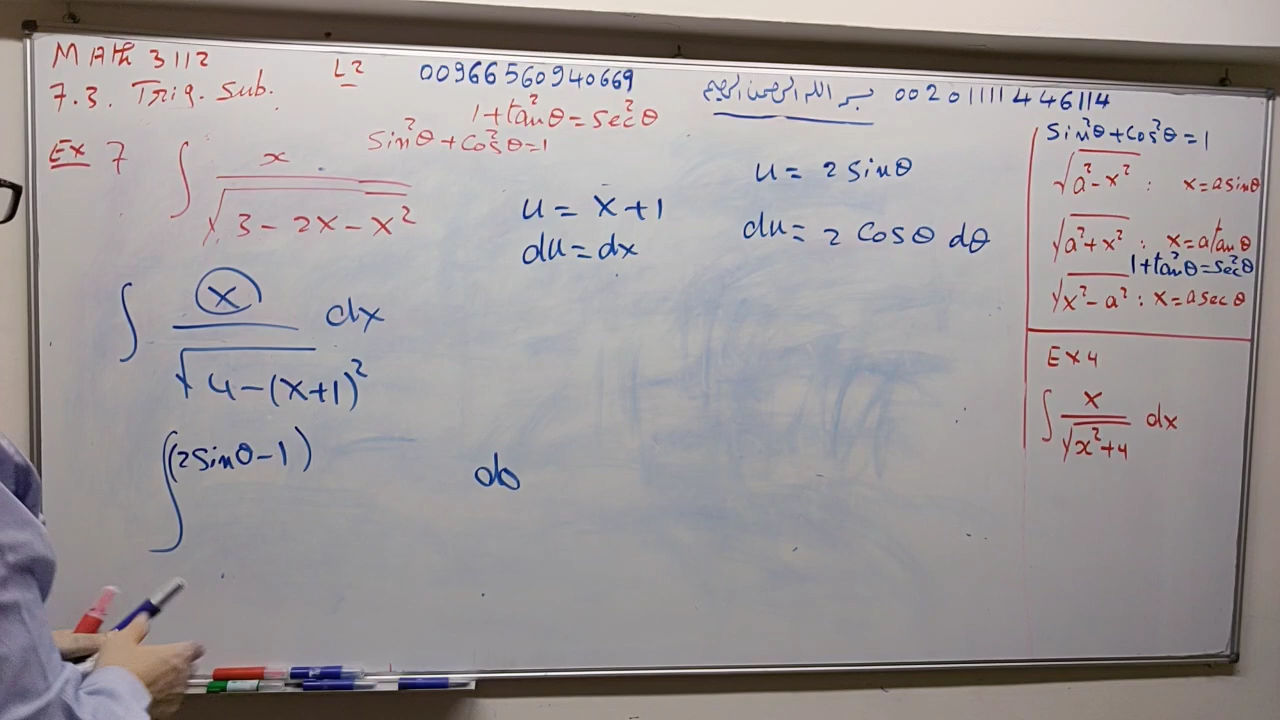 MATh 3112
7.3. Trig. Sub.
L2
00966560940669
بسم الله الرحمن الرحيم
00201111446114
1+tan²θ=sec²θ
sin²θ+cos²θ=1
Ex 7 ∫ x / √(3-2x-x²)
u = x+1
du = dx
u = 2 sinθ
du = 2 cosθ dθ
∫ x / √(4-(x+1)²) dx
∫ (2sinθ-1) dθ
sin²θ+cos²θ=1
√(a²-x²) : x=a sinθ
√(a²+x²) : x=a tanθ
1+tan²θ=sec²θ
√(x²-a²) : x=a secθ
Ex4
∫ x / √(x²+4) dx